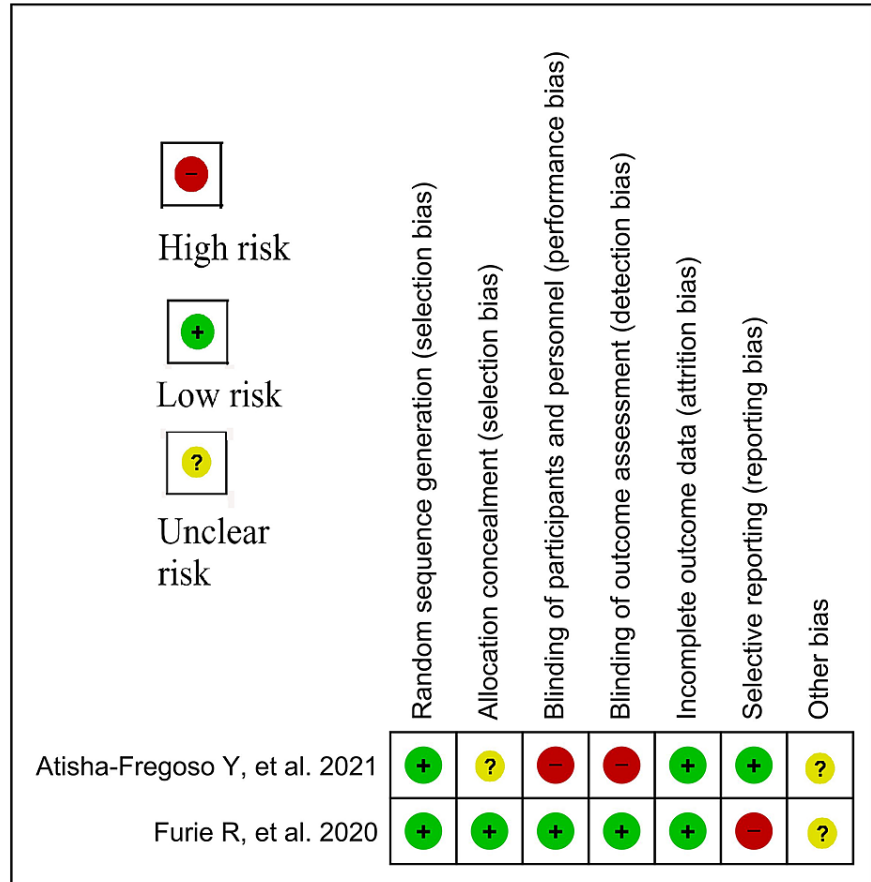 −
High risk
+
Low risk
?
Unclear
risk
Random sequence generation (selection bias)
Allocation concealment (selection bias)
Blinding of participants and personnel (performance bias)
Blinding of outcome assessment (detection bias)
Incomplete outcome data (attrition bias)
Selective reporting (reporting bias)
Other bias
Atisha-Fregoso Y, et al. 2021 + ? − − + + ?
Furie R, et al. 2020 + + + + + − ?